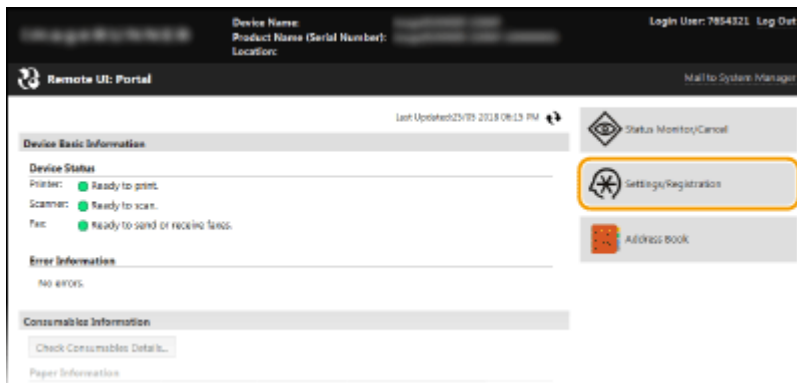 Device Name:
Login User: 7654321 Log Out
imageRUNNER
Product Name (Serial Number):
Location:
Remote UI: Portal
Mail to System Manager
Last Updated:25/05 2018 06:13 PM
Status Monitor/Cancel
Device Basic Information
Device Status
Printer: Ready to print.
Settings/Registration
Scanner: Ready to scan.
Fax: Ready to send or receive faxes.
Address Book
Error Information
No errors.
Consumables Information
Check Consumables Details...
Paper Information